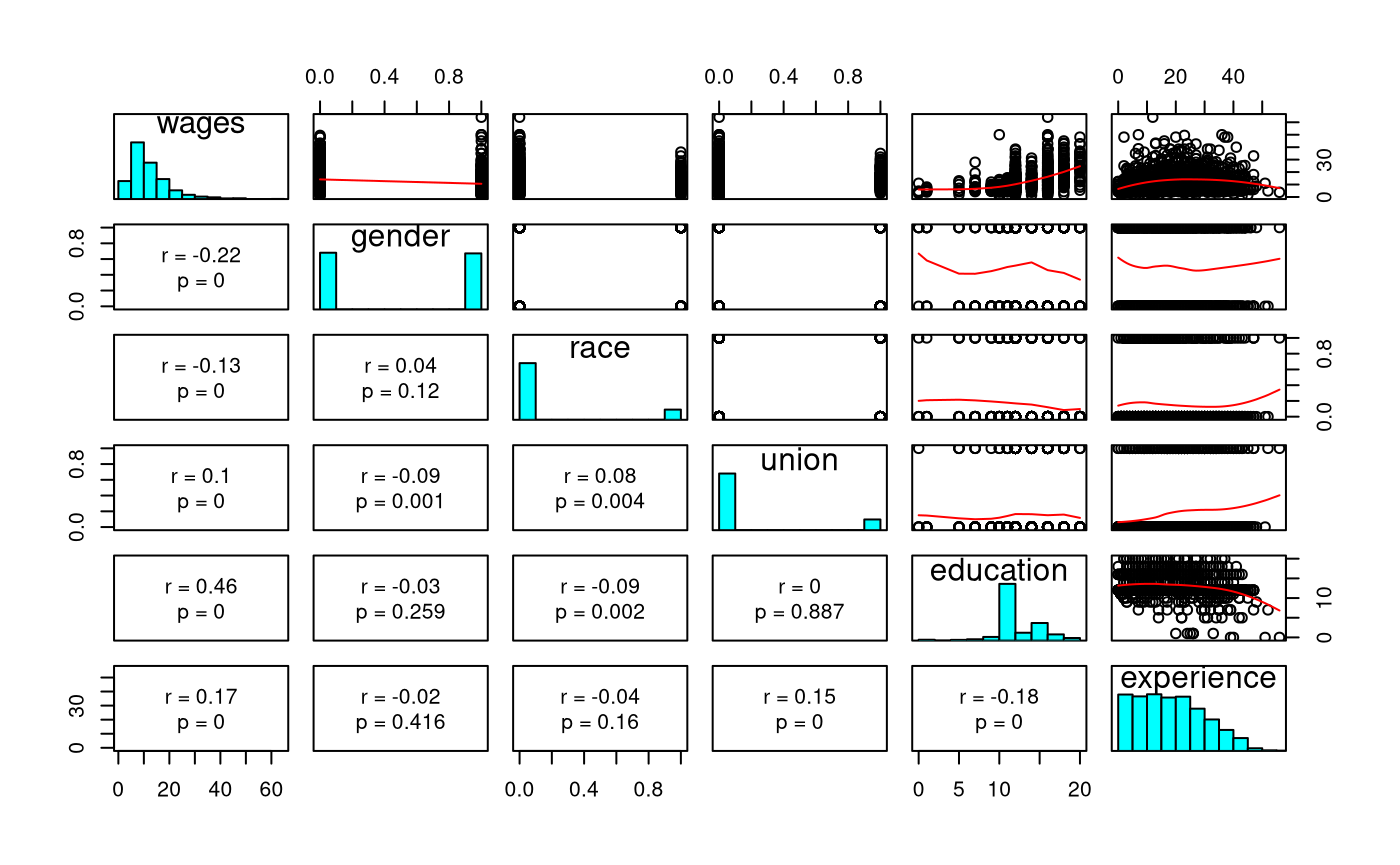 0.0 0.4 0.8 0.0 0.4 0.8 0 20 40
wages
0 30
0.0 0.8
r = -0.22
p = 0
gender
r = -0.13
p = 0
r = 0.04
p = 0.12
race
0.0 0.8
0.0 0.8
r = 0.1
p = 0
r = -0.09
p = 0.001
r = 0.08
p = 0.004
union
r = 0.46
p = 0
r = -0.03
p = 0.259
r = -0.09
p = 0.002
r = 0
p = 0.887
education
0 10
0 30
r = 0.17
p = 0
r = -0.02
p = 0.416
r = -0.04
p = 0.16
r = 0.15
p = 0
r = -0.18
p = 0
experience
0 20 40 60 0.0 0.4 0.8 0 5 10 20